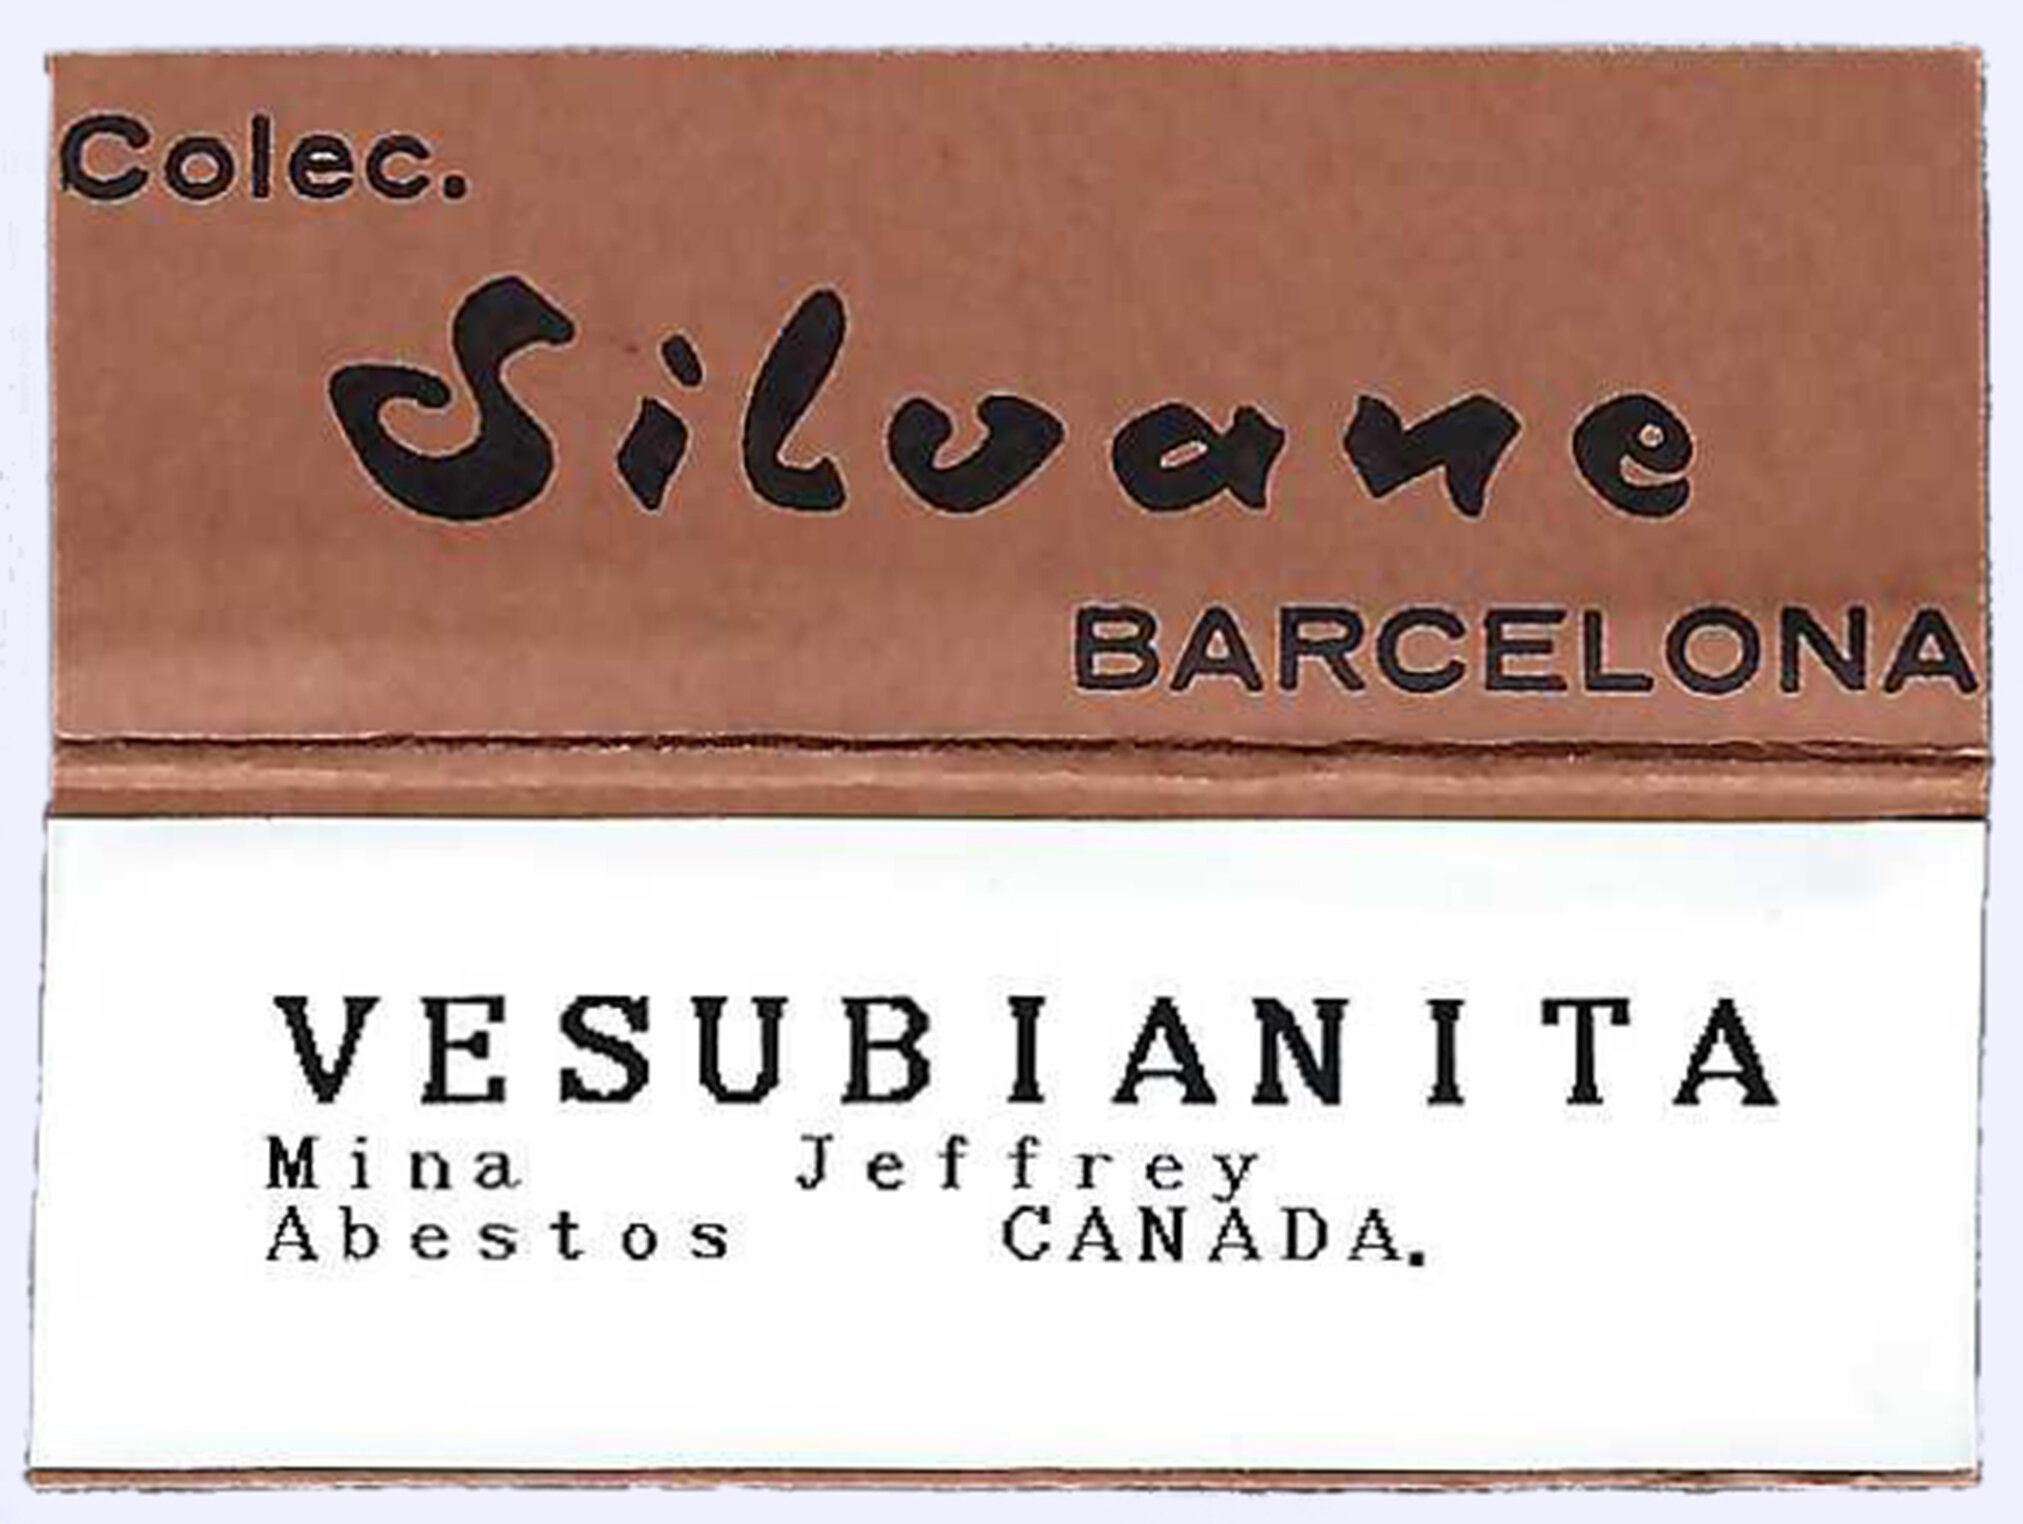 Colec.
Silvane
BARCELONA
VESUBIANITA
Mina Jeffrey
Abestos CANADA.